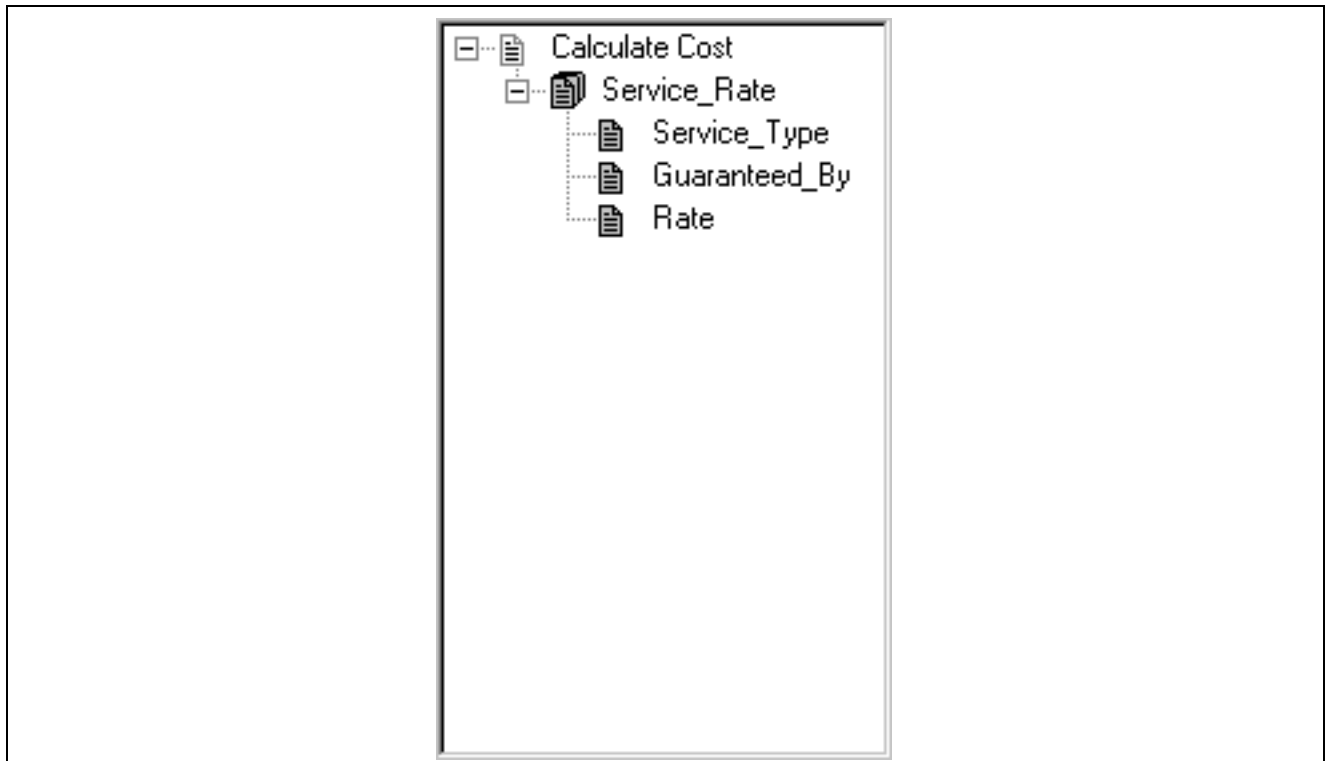 Calculate Cost
Service_Rate
Service_Type
Guaranteed_By
Rate